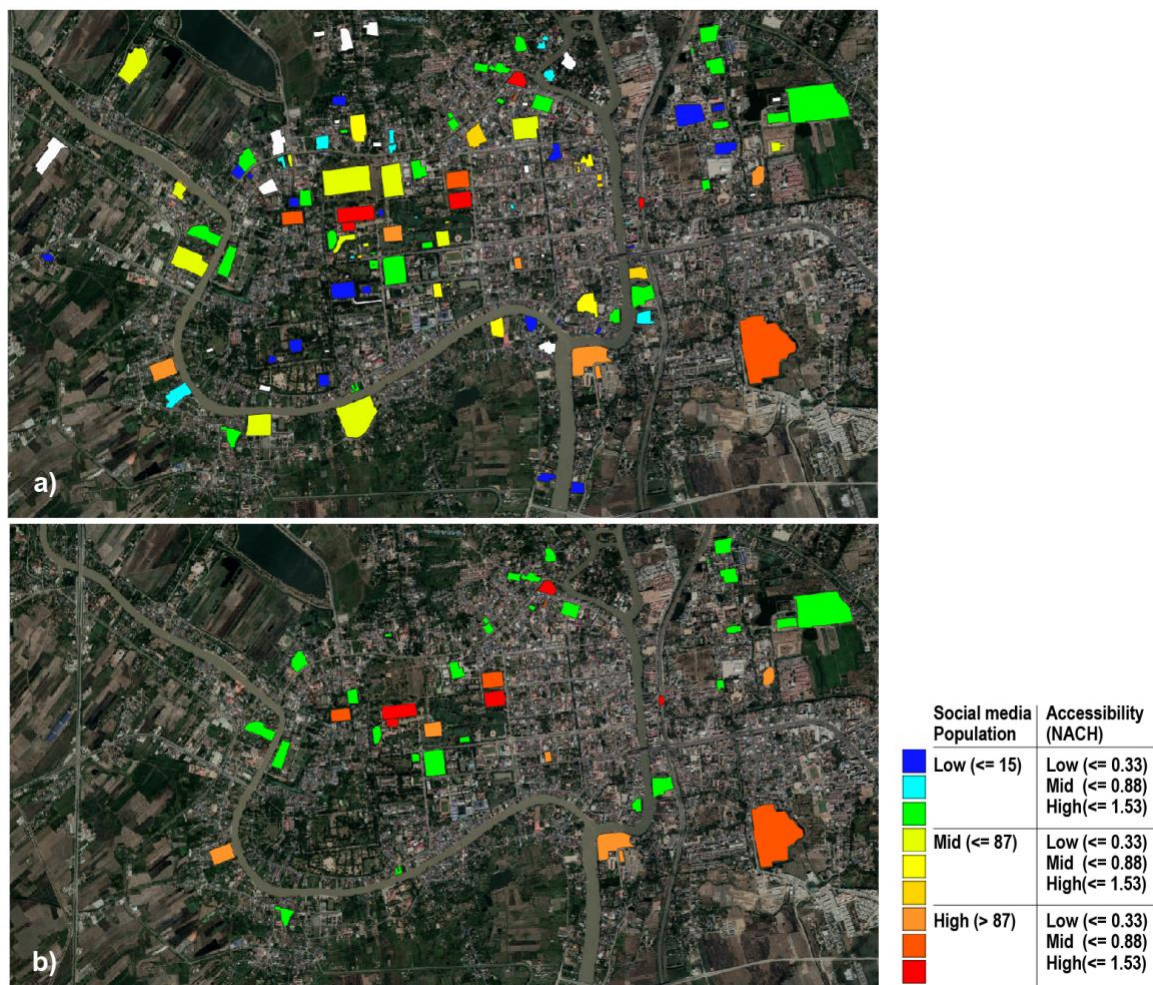 a)
b)
Social media Population
Accessibility (NACH)
Low (<= 15)
Low (<= 0.33)
Mid (<= 0.88)
High(<= 1.53)
Mid (<= 87)
Low (<= 0.33)
Mid (<= 0.88)
High(<= 1.53)
High (> 87)
Low (<= 0.33)
Mid (<= 0.88)
High(<= 1.53)